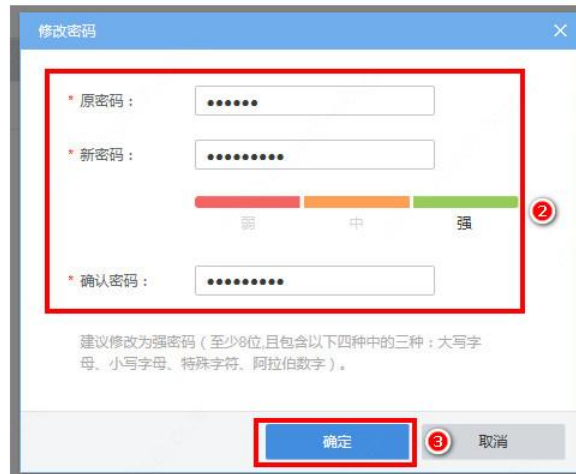 修改密码
* 原密码：
●●●●●●
* 新密码：
●●●●●●●●●
弱 中 强
②
* 确认密码：
●●●●●●●●●
建议修改为强密码（至少8位,且包含以下四种中的三种：大写字
母、小写字母、特殊字符、阿拉伯数字）。
确定 ③ 取消